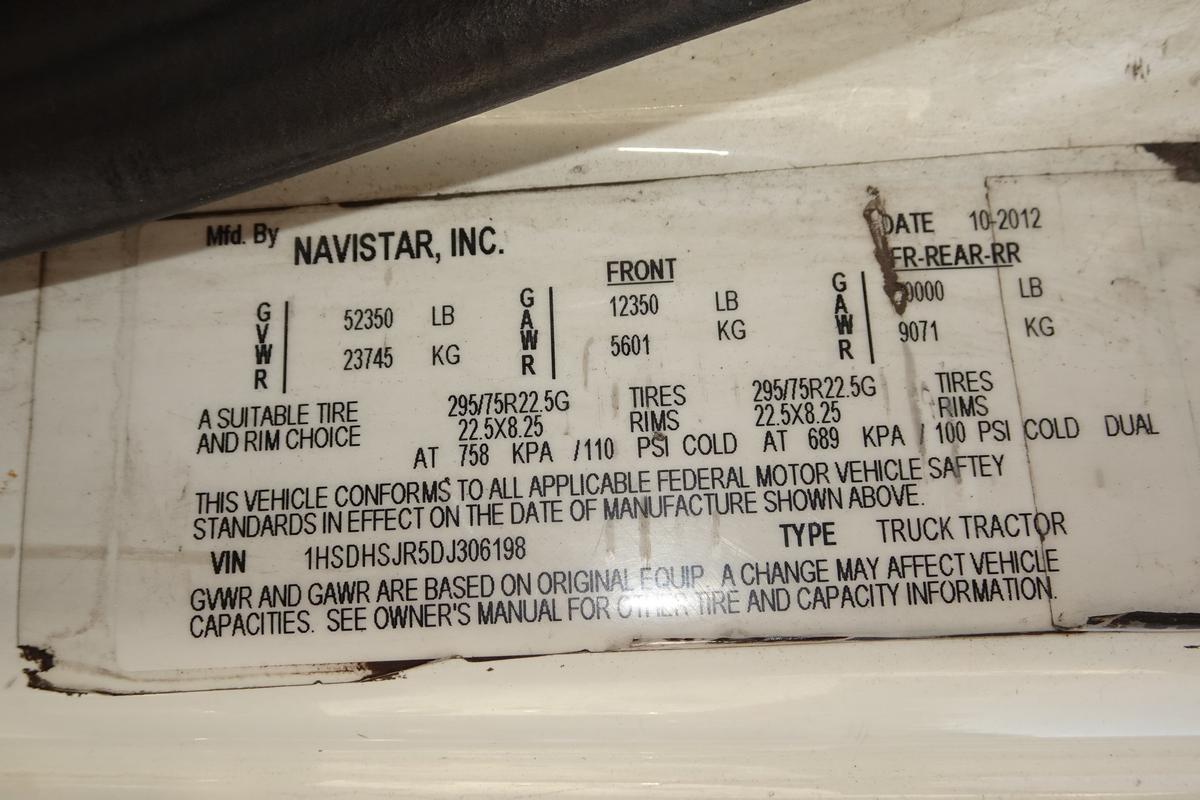 Mfd. By NAVISTAR, INC. DATE 10-2012
FRONT FR-REAR-RR
GVWR 52350 LB GAWR 12350 LB GAWR LB
23745 KG 5601 KG 9071 KG
A SUITABLE TIRE 295/75R22.5G TIRES 295/75R22.5G TIRES
AND RIM CHOICE 22.5X8.25 RIMS 22.5X8.25 RIMS
AT 758 KPA /110 PSI COLD AT 689 KPA / 100 PSI COLD DUAL
THIS VEHICLE CONFORMS TO ALL APPLICABLE FEDERAL MOTOR VEHICLE SAFTEY
STANDARDS IN EFFECT ON THE DATE OF MANUFACTURE SHOWN ABOVE.
VIN 1HSDHSJR5DJ306198 TYPE TRUCK TRACTOR
GVWR AND GAWR ARE BASED ON ORIGINAL EQUIP. A CHANGE MAY AFFECT VEHICLE
CAPACITIES. SEE OWNER'S MANUAL FOR OTHER TIRE AND CAPACITY INFORMATION.